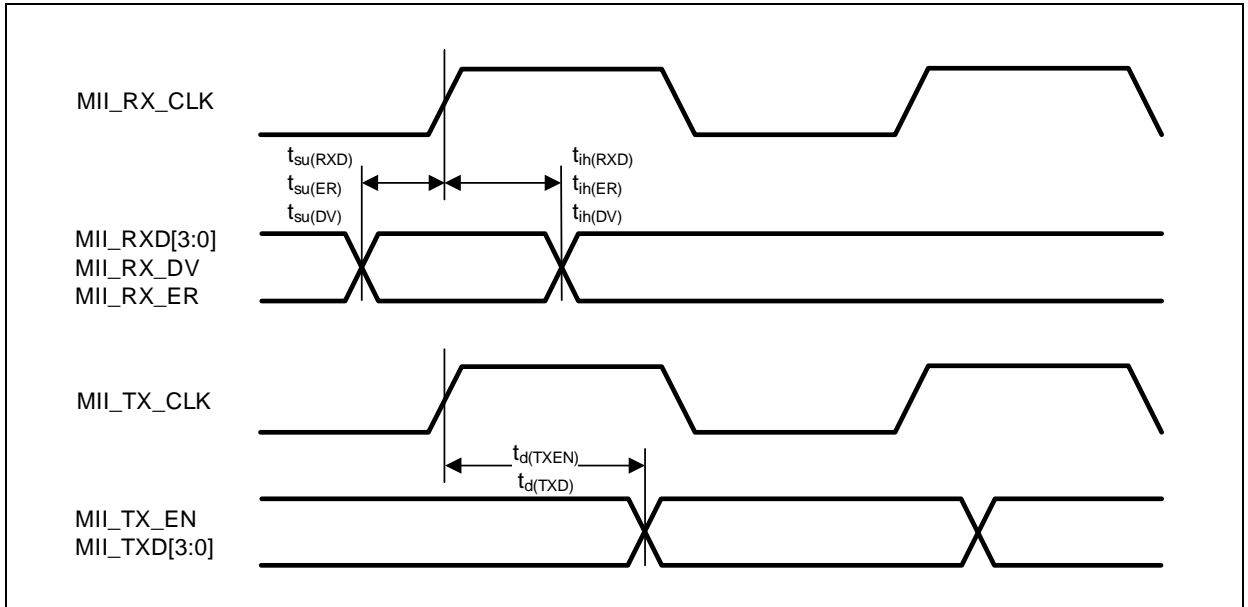 MII_RX_CLK
tsu(RXD) tih(RXD)
tsu(ER) tih(ER)
tsu(DV) tih(DV)
MII_RXD[3:0]
MII_RX_DV
MII_RX_ER
MII_TX_CLK
td(TXEN)
td(TXD)
MII_TX_EN
MII_TXD[3:0]